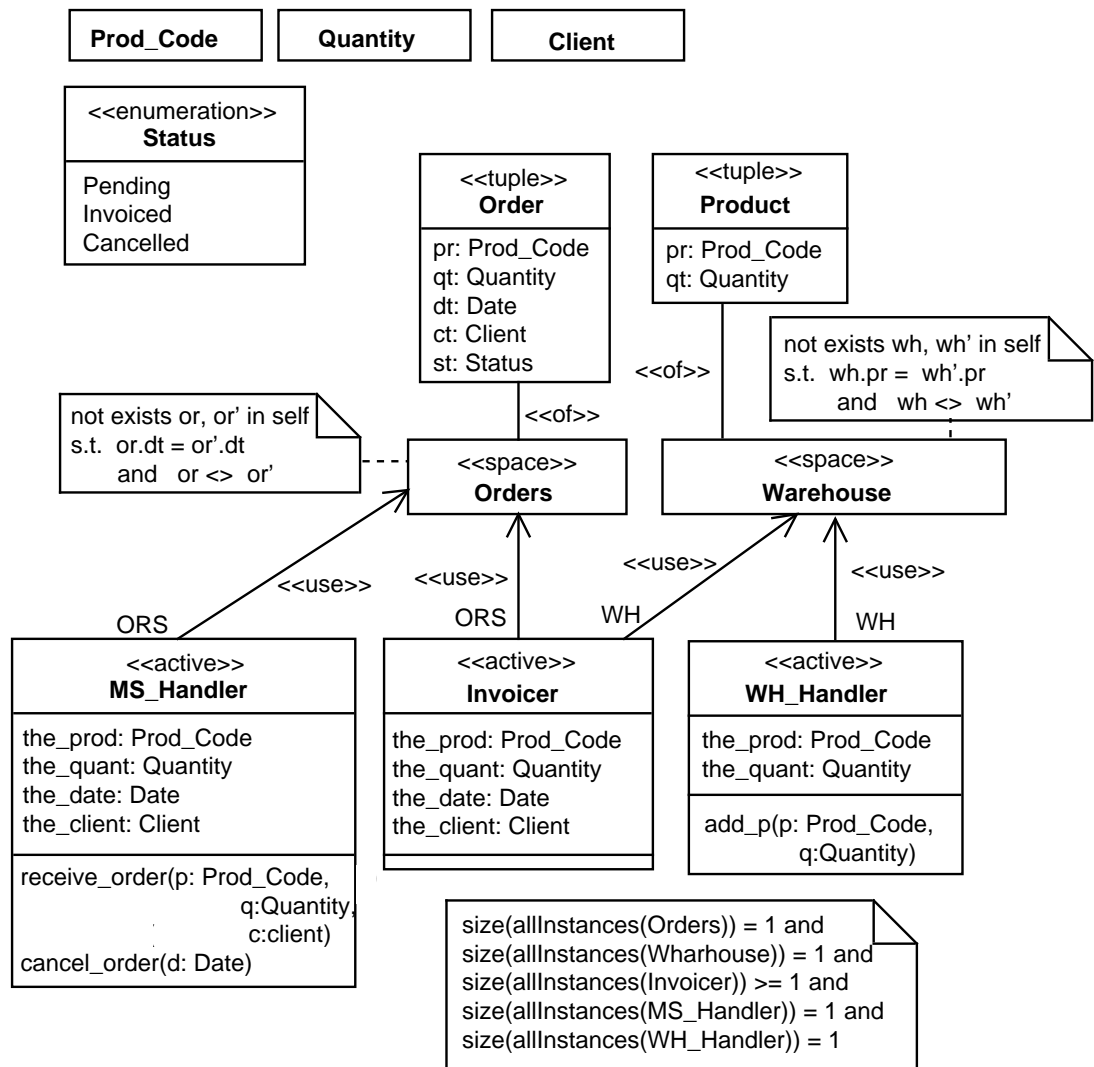 Prod_Code
Quantity
Client
<<enumeration>>
Status
Pending
Invoiced
Cancelled
<<tuple>>
Order
pr: Prod_Code
qt: Quantity
dt: Date
ct: Client
st: Status
<<tuple>>
Product
pr: Prod_Code
qt: Quantity
not exists wh, wh’ in self
s.t. wh.pr = wh’.pr
and wh <> wh’
<<of>>
not exists or, or’ in self
s.t. or.dt = or’.dt
and or <> or’
<<of>>
<<space>>
Orders
<<space>>
Warehouse
<<use>>
<<use>>
<<use>>
<<use>>
ORS
ORS
WH
WH
<<active>>
MS_Handler
the_prod: Prod_Code
the_quant: Quantity
the_date: Date
the_client: Client
receive_order(p: Prod_Code,
q:Quantity,
c:client)
cancel_order(d: Date)
<<active>>
Invoicer
the_prod: Prod_Code
the_quant: Quantity
the_date: Date
the_client: Client
<<active>>
WH_Handler
the_prod: Prod_Code
the_quant: Quantity
add_p(p: Prod_Code,
q:Quantity)
size(allInstances(Orders)) = 1 and
size(allInstances(Wharhouse)) = 1 and
size(allInstances(Invoicer)) >= 1 and
size(allInstances(MS_Handler)) = 1 and
size(allInstances(WH_Handler)) = 1